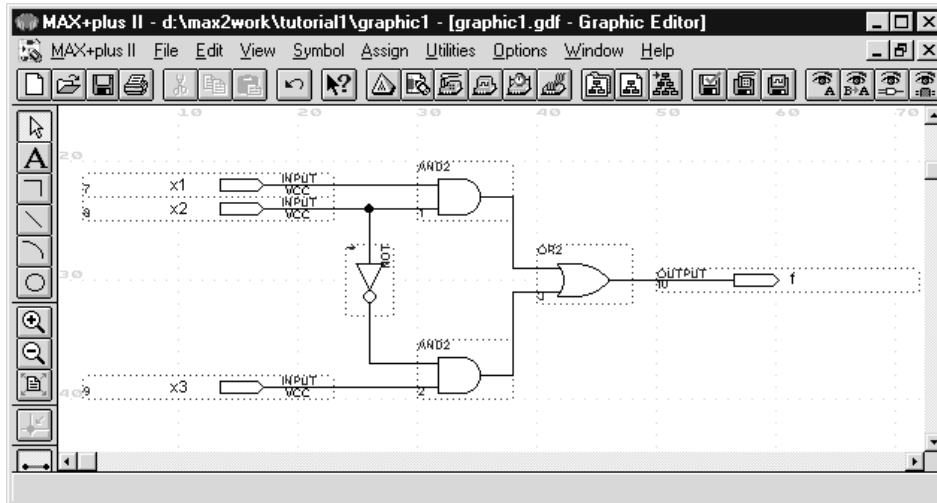 MAX+plus II - d:\max2work\tutorial1\graphic1 - [graphic1.gdf - Graphic Editor]
MAX+plus II File Edit View Symbol Assign Utilities Options Window Help
A B→A
A
10 20 30 40 50 60 70
20
30
40
7 x1 INPUT VCC
8 x2 INPUT VCC
AND2
1
NOT
OR2
3
OUTPUT
10
f
AND2
2
9 x3 INPUT VCC